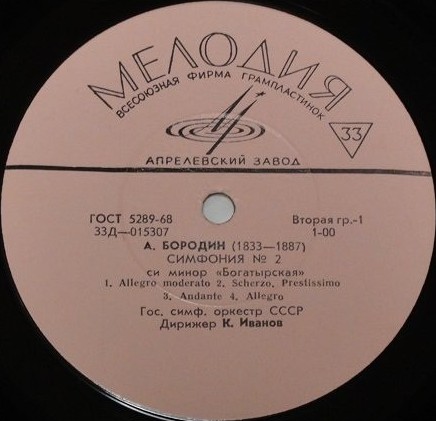 МЕЛОДИЯ
ВСЕСОЮЗНАЯ ФИРМА ГРАМПЛАСТИНОК
33
АПРЕЛЕВСКИЙ ЗАВОД
ГОСТ 5289-68 Вторая гр.-1
33Д—015307 1-00
А. БОРОДИН (1833—1887)
СИМФОНИЯ № 2
си минор «Богатырская»
1. Allegro moderato 2. Scherzo, Prestissimo
3. Andante 4. Allegro
Гос. симф. оркестр СССР
Дирижер К. Иванов